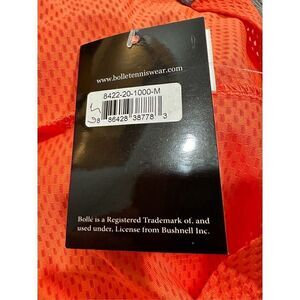 www.bolletenniswear.com
8422-20-1000-M
8 86428 38778 3
Bollé is a Registered Trademark of, and
used under, License from Bushnell Inc.